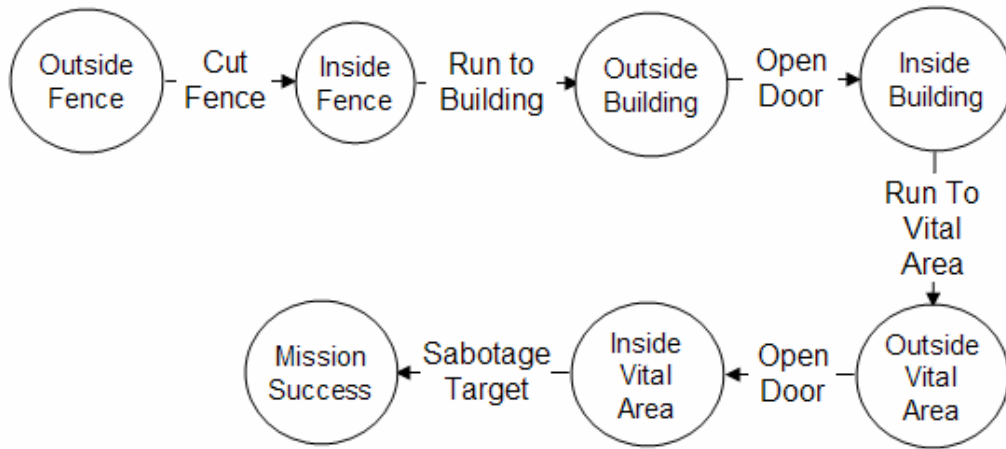 Outside
Fence
Cut
Fence
Inside
Fence
Run to
Building
Outside
Building
Open
Door
Inside
Building
Run To
Vital
Area
Outside
Vital
Area
Open
Door
Inside
Vital
Area
Sabotage
Target
Mission
Success